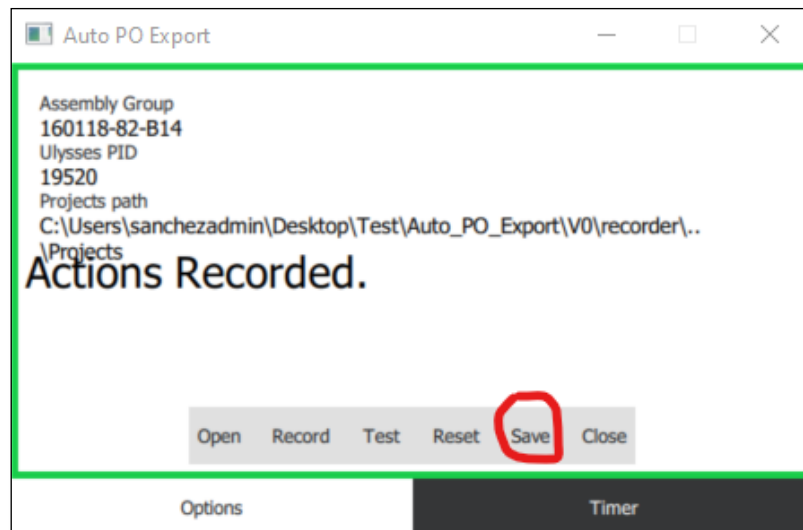 Auto PO Export
Assembly Group
160118-82-B14
Ulysses PID
19520
Projects path
C:\Users\sanchezadmin\Desktop\Test\Auto_PO_Export\V0\recorder\..
\Projects
Actions Recorded.
Open Record Test Reset Save Close
Options Timer